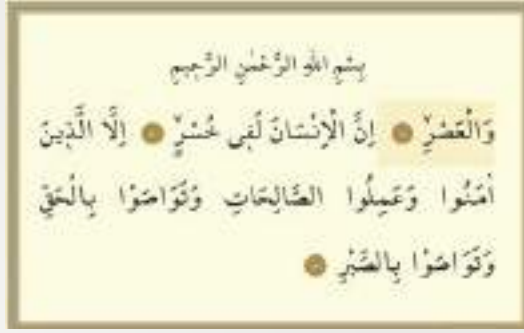 بِسْمِ اللّٰهِ الرَّحْمٰنِ الرَّحِيمِ
وَالْعَصْرِۙ ۝ إِنَّ الْإِنْسَانَ لَفِى خُسْرٍۙ ۝ إِلَّا الَّذِينَ
اٰمَنُوا وَعَمِلُوا الصَّالِحَاتِ وَتَوَاصَوْا بِالْحَقِّ
وَتَوَاصَوْا بِالصَّبْرِ ۝